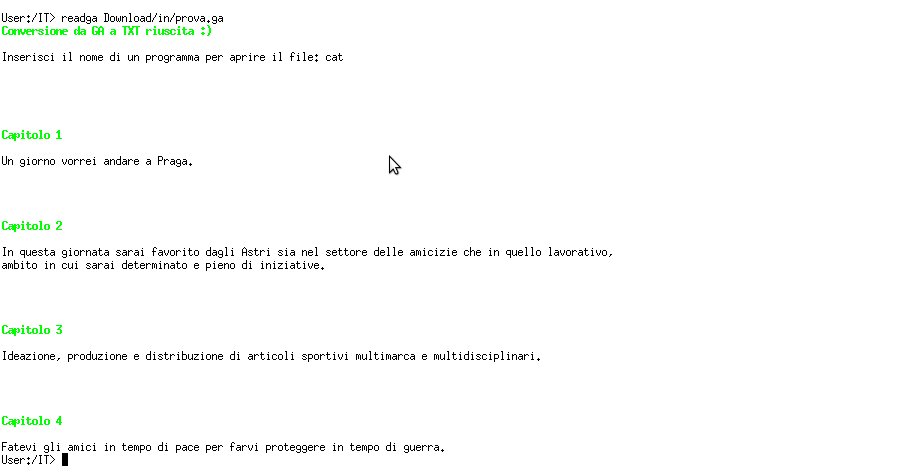 User:/IT> readga Download/in/prova.ga
Conversione da GA a TXT riuscita :)
Inserisci il nome di un programma per aprire il file: cat
Capitolo 1
Un giorno vorrei andare a Praga.
Capitolo 2
In questa giornata sarai favorito dagli Astri sia nel settore delle amicizie che in quello lavorativo,
ambito in cui sarai determinato e pieno di iniziative.
Capitolo 3
Ideazione, produzione e distribuzione di articoli sportivi multimarca e multidisciplinari.
Capitolo 4
Fatevi gli amici in tempo di pace per farvi proteggere in tempo di guerra.
User:/IT>